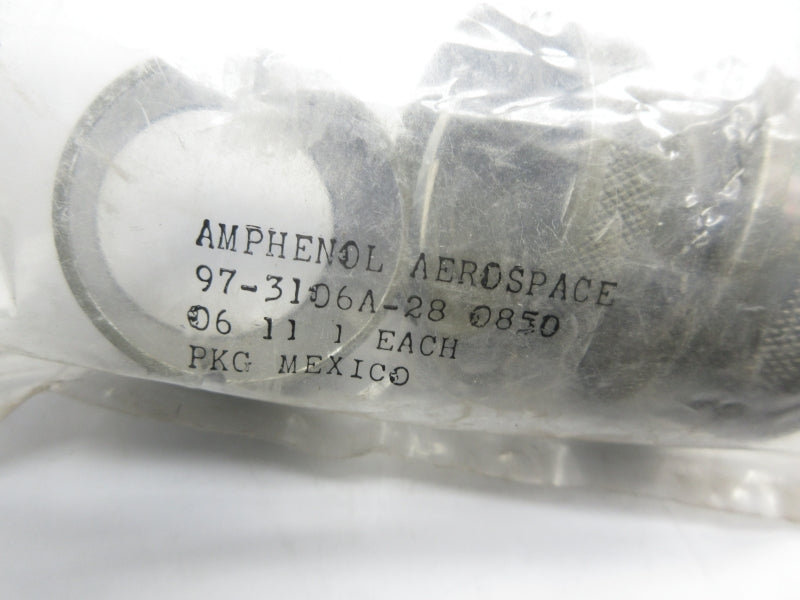 AMPHENOL AEROSPACE
97-3106A-28 0850
06 11 1 EACH
PKG MEXICO